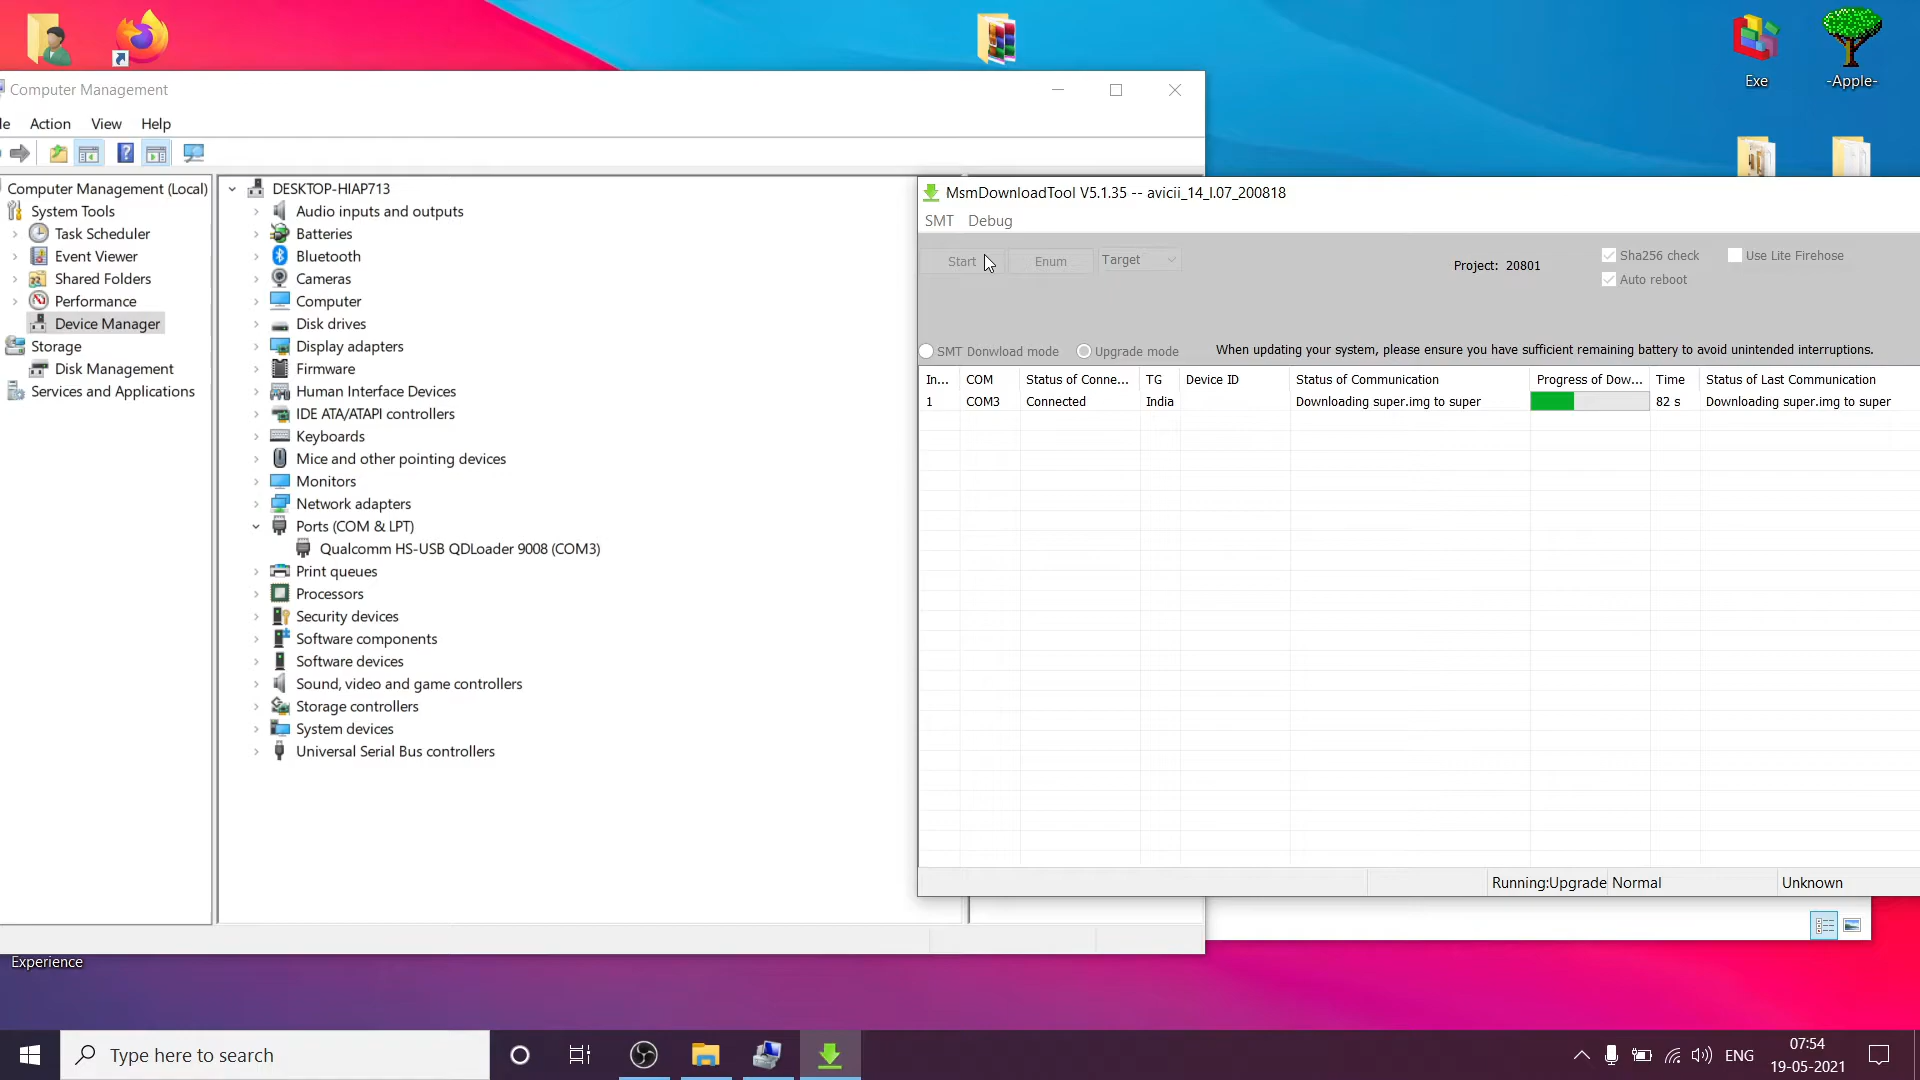 Exe
-Apple-
Computer Management
le Action View Help
Computer Management (Local)
System Tools
Task Scheduler
Event Viewer
Shared Folders
Performance
Device Manager
Storage
Disk Management
Services and Applications
DESKTOP-HIAP713
Audio inputs and outputs
Batteries
Bluetooth
Cameras
Computer
Disk drives
Display adapters
Firmware
Human Interface Devices
IDE ATA/ATAPI controllers
Keyboards
Mice and other pointing devices
Monitors
Network adapters
Ports (COM & LPT)
Qualcomm HS-USB QDLoader 9008 (COM3)
Print queues
Processors
Security devices
Software components
Software devices
Sound, video and game controllers
Storage controllers
System devices
Universal Serial Bus controllers
MsmDownloadTool V5.1.35 -- avicii_14_I.07_200818
SMT Debug
Start Enum Target
Project: 20801
Sha256 check Use Lite Firehose
Auto reboot
SMT Donwload mode Upgrade mode When updating your system, please ensure you have sufficient remaining battery to avoid unintended interruptions.
In... COM Status of Conne... TG Device ID Status of Communication Progress of Dow... Time Status of Last Communication
1 COM3 Connected India Downloading super.img to super 82 s Downloading super.img to super
Running:Upgrade Normal Unknown
Experience
Type here to search
ENG
07:54
19-05-2021